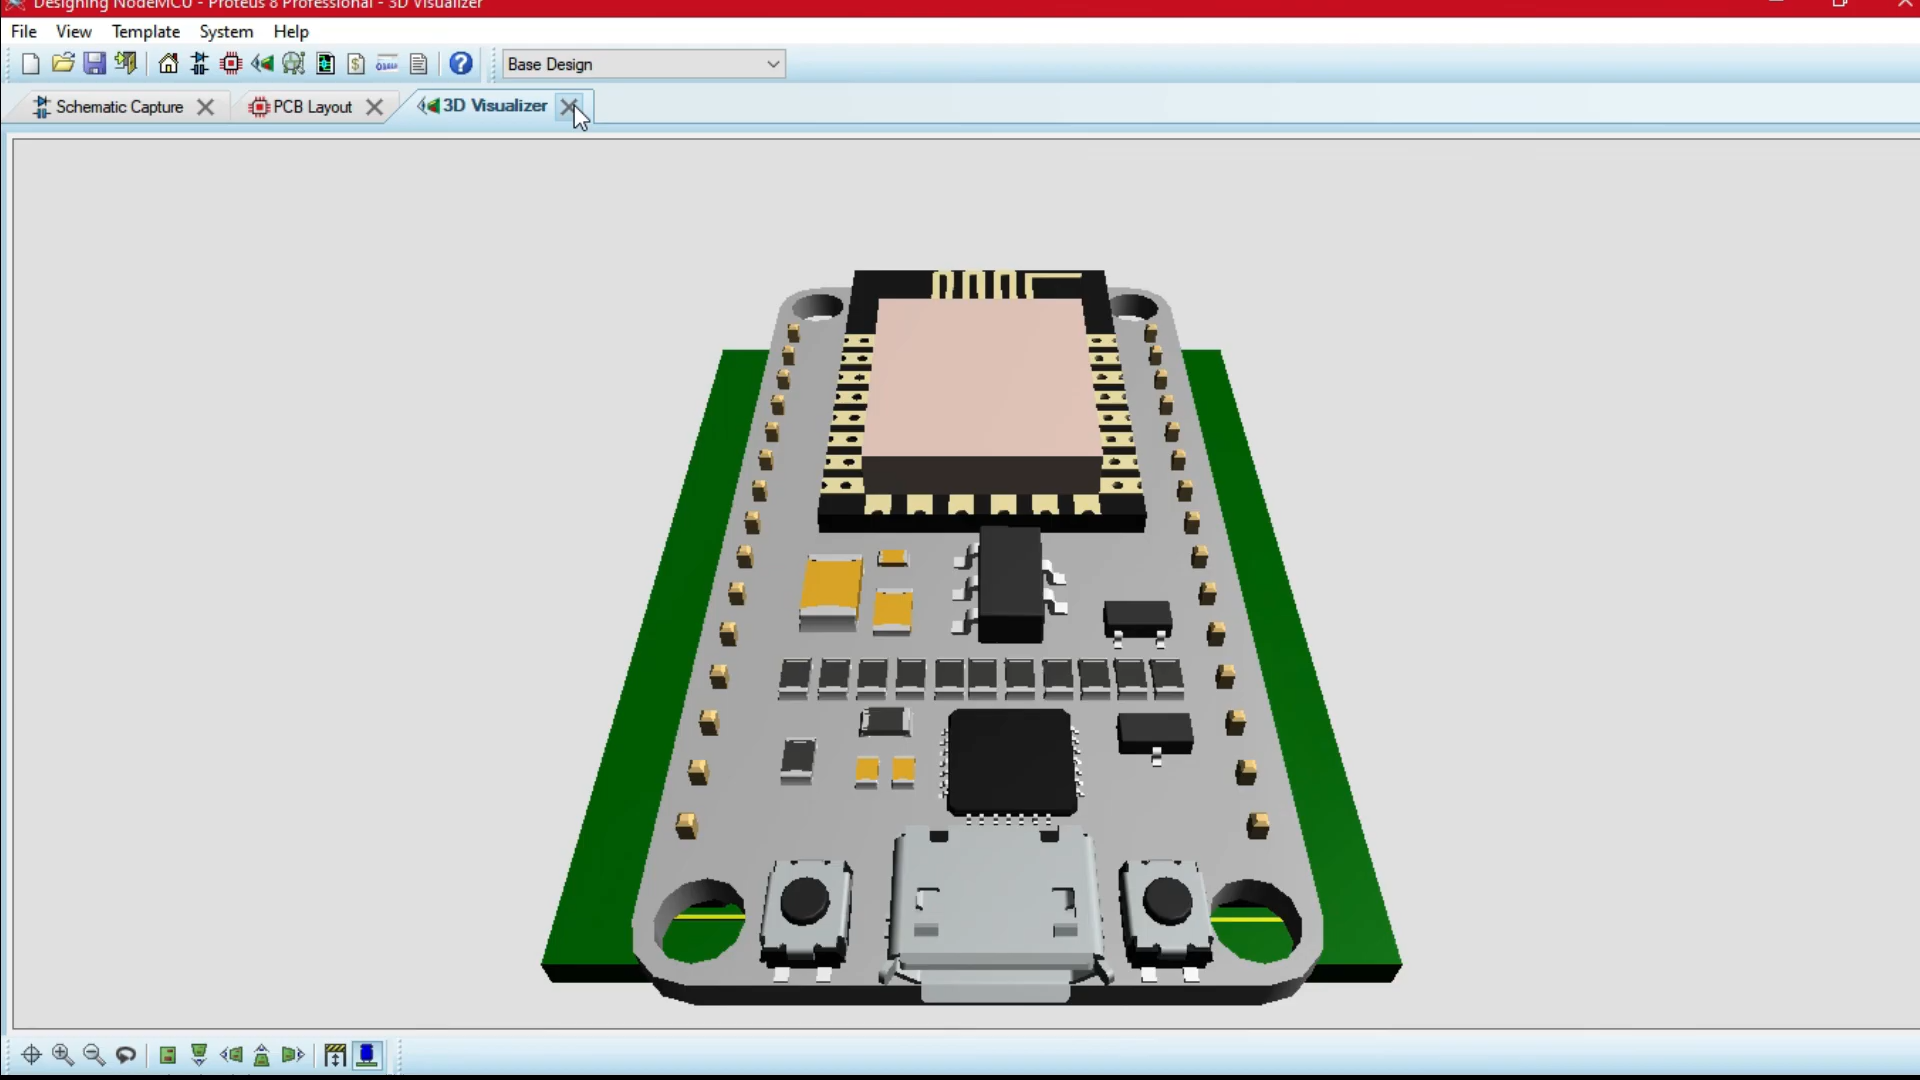 Designing NodeMCU - Proteus 8 Professional - 3D Visualizer
File View Template System Help
Base Design
Schematic Capture PCB Layout 3D Visualizer